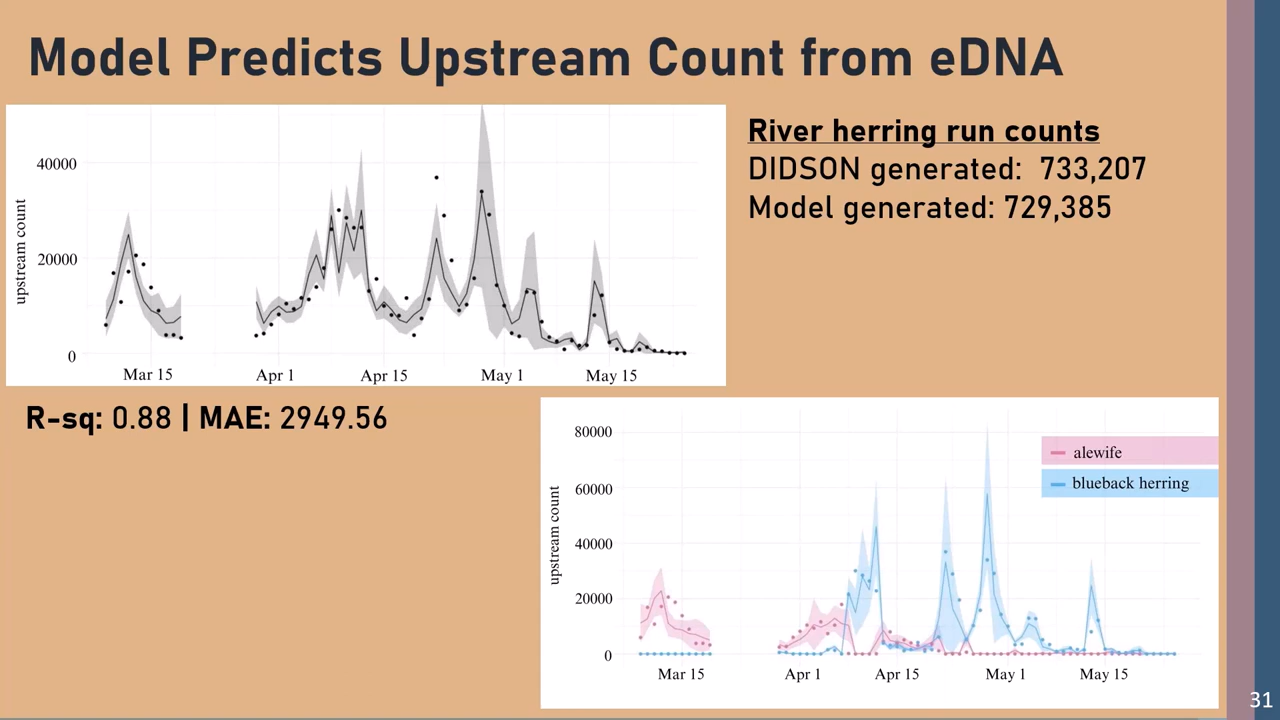 Model Predicts Upstream Count from eDNA
River herring run counts
DIDSON generated: 733,207
Model generated: 729,385
upstream count
40000
20000
0
Mar 15 Apr 1 Apr 15 May 1 May 15
R-sq: 0.88 | MAE: 2949.56
upstream count
80000
60000
40000
20000
0
alewife
blueback herring
Mar 15 Apr 1 Apr 15 May 1 May 15
31